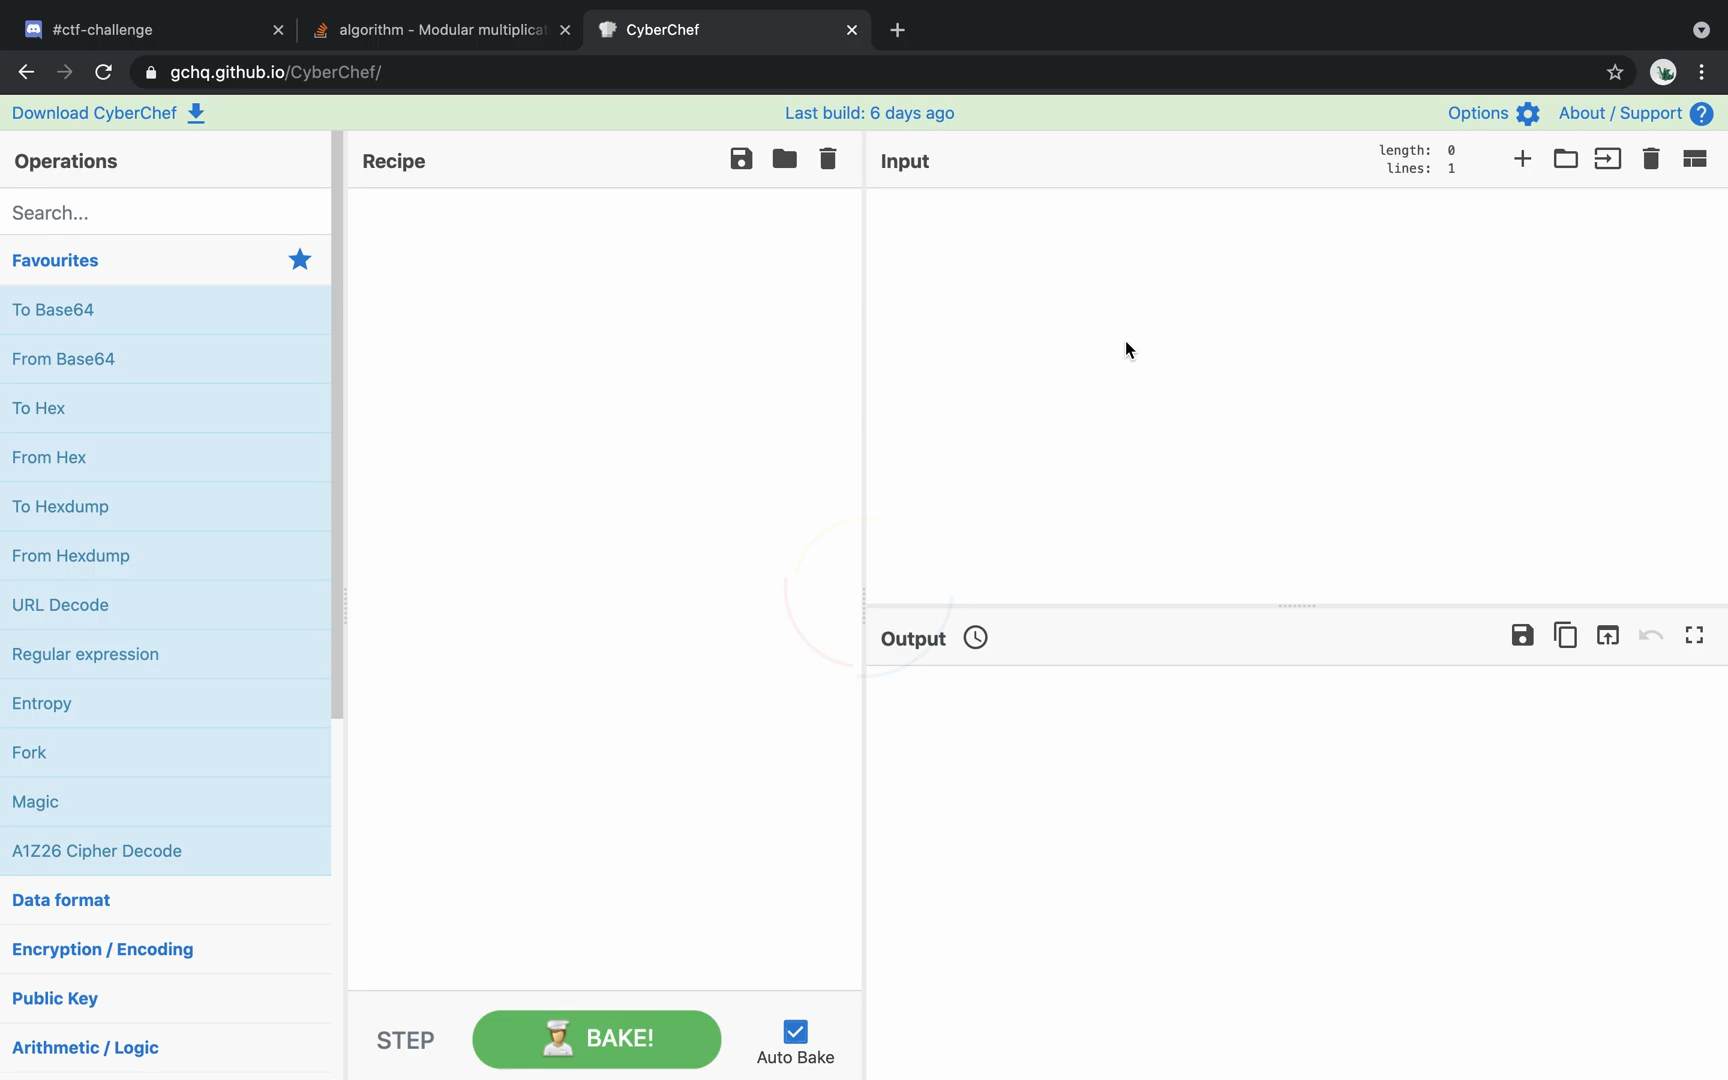 #ctf-challenge
algorithm - Modular multiplicat
CyberChef
gchq.github.io/CyberChef/
Download CyberChef
Last build: 6 days ago
Options
About / Support
Operations
Recipe
Input
length: 0
lines: 1
Search...
Favourites
To Base64
From Base64
To Hex
From Hex
To Hexdump
From Hexdump
URL Decode
Regular expression
Entropy
Fork
Magic
A1Z26 Cipher Decode
Data format
Encryption / Encoding
Public Key
Arithmetic / Logic
Output
STEP
BAKE!
Auto Bake